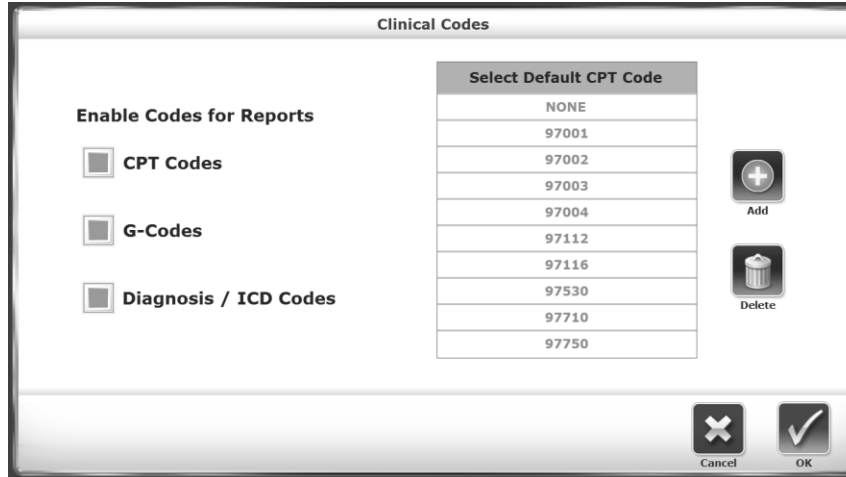 Clinical Codes
Enable Codes for Reports
CPT Codes
G-Codes
Diagnosis / ICD Codes
Select Default CPT Code
NONE
97001
97002
97003
97004
97112
97116
97530
97710
97750
Add
Delete
Cancel
OK